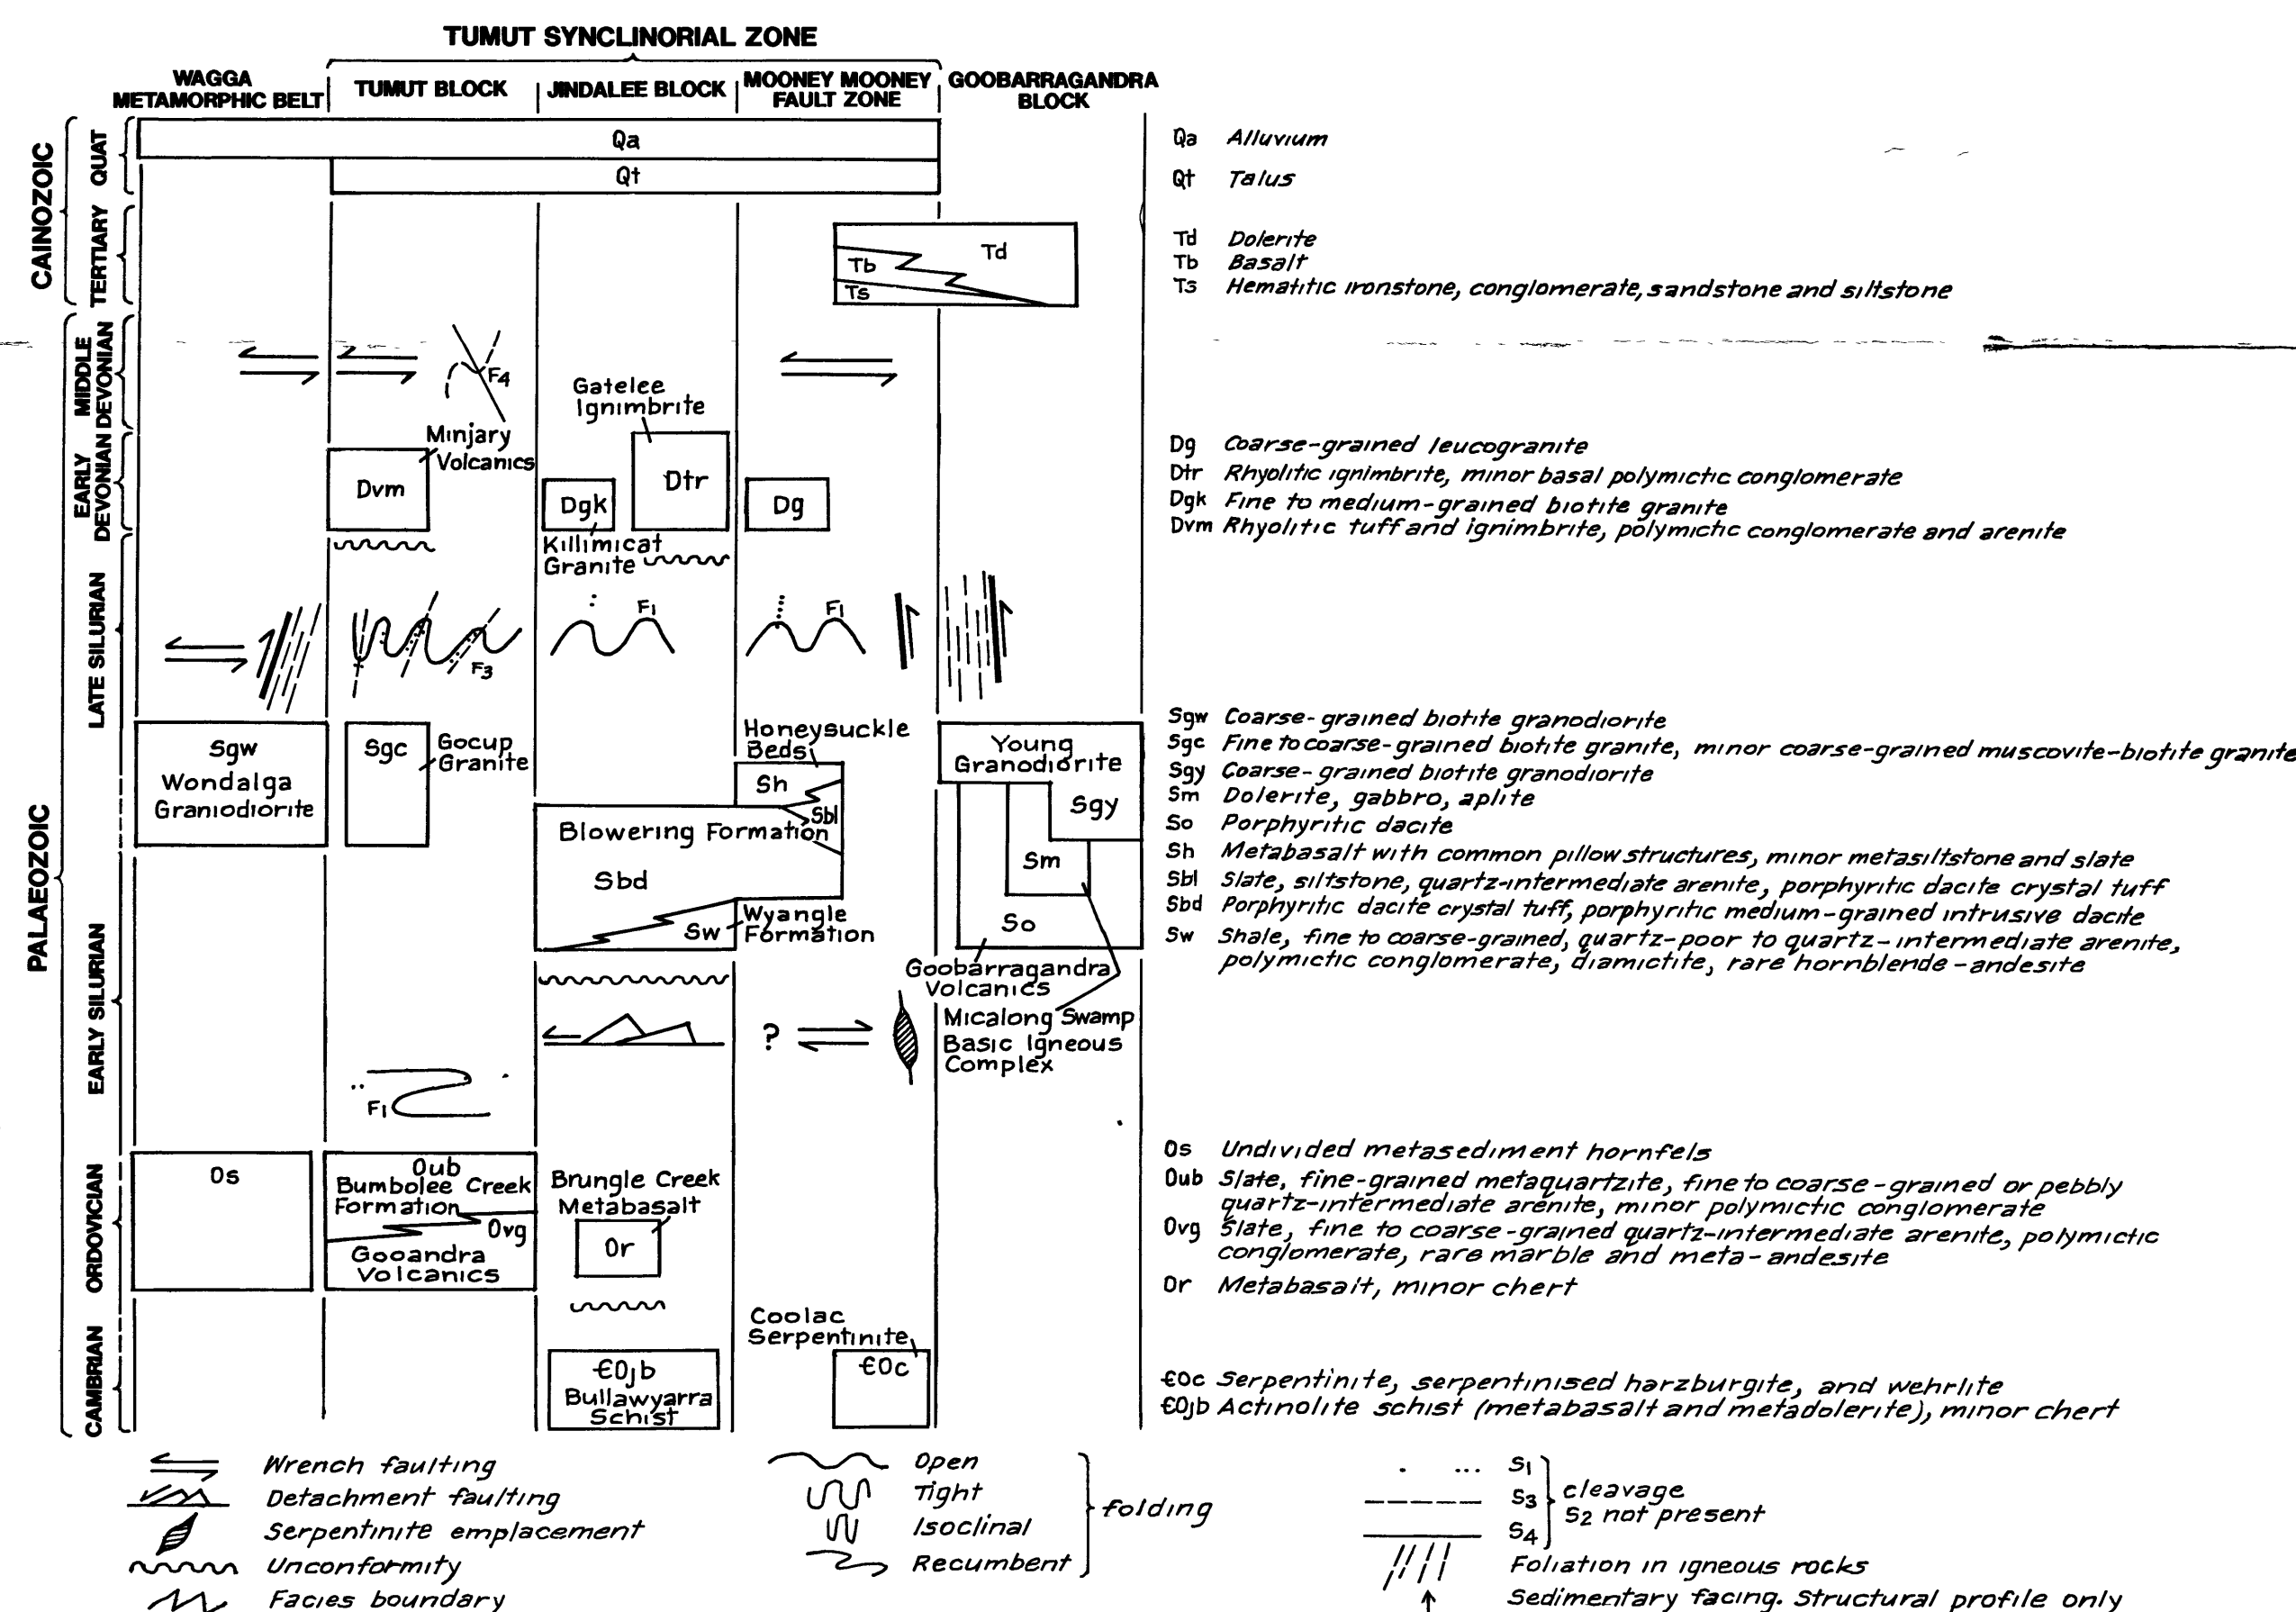 TUMUT SYNCLINORIAL ZONE
WAGGA
METAMORPHIC BELT
TUMUT BLOCK
JINDALEE BLOCK
MOONEY MOONEY
FAULT ZONE
GOOBARRAGANDRA
BLOCK
CAINOZOIC
QUAT
TERTIARY
PALAEOZOIC
MIDDLE
DEVONIAN
EARLY
DEVONIAN
LATE SILURIAN
EARLY SILURIAN
ORDOVICIAN
CAMBRIAN
Qa
Qt
Td
Tb
Ts
F4
Gatelee
Ignimbrite
Minjary
Volcanics
Dvm
Dgk
Dtr
Dg
Killimicat
Granite
F3
F1
F1
Sgw
Wondalga
Graniodiorite
Sgc
Gocup
Granite
Honeysuckle
Beds
Sh
Sbl
Blowering Formation
Sbd
Sw
Wyangle
Formation
Young
Granodiorite
Sgy
Sm
So
Goobarragandra
Volcanics
Micalong Swamp
Basic Igneous
Complex
?
F1
Os
Oub
Bumbolee Creek
Formation
Ovg
Gooandra
Volcanics
Brungle Creek
Metabasalt
Or
Coolac
Serpentinite
€Ojb
Bullawyarra
Schist
€Oc
Qa Alluvium
Qt Talus
Td Dolerite
Tb Basalt
Ts Hematitic ironstone, conglomerate, sandstone and siltstone
Dg Coarse-grained leucogranite
Dtr Rhyolitic ignimbrite, minor basal polymictic conglomerate
Dgk Fine to medium-grained biotite granite
Dvm Rhyolitic tuff and ignimbrite, polymictic conglomerate and arenite
Sgw Coarse-grained biotite granodiorite
Sgc Fine to coarse-grained biotite granite, minor coarse-grained muscovite-biotite granite
Sgy Coarse-grained biotite granodiorite
Sm Dolerite, gabbro, aplite
So Porphyritic dacite
Sh Metabasalt with common pillow structures, minor metasiltstone and slate
Sbl Slate, siltstone, quartz-intermediate arenite, porphyritic dacite crystal tuff
Sbd Porphyritic dacite crystal tuff, porphyritic medium-grained intrusive dacite
Sw Shale, fine to coarse-grained, quartz-poor to quartz-intermediate arenite,
polymictic conglomerate, diamictite, rare hornblende-andesite
Os Undivided metasediment hornfels
Oub Slate, fine-grained metaquartzite, fine to coarse-grained or pebbly
quartz-intermediate arenite, minor polymictic conglomerate
Ovg Slate, fine to coarse-grained quartz-intermediate arenite, polymictic
conglomerate, rare marble and meta-andesite
Or Metabasalt, minor chert
€Oc Serpentinite, serpentinised harzburgite, and wehrlite
€Ojb Actinolite schist (metabasalt and metadolerite), minor chert
Wrench faulting
Detachment faulting
Serpentinite emplacement
Unconformity
Facies boundary
Open
Tight
Isoclinal
Recumbent
folding
S1
S3
S4
cleavage
S2 not present
Foliation in igneous rocks
Sedimentary facing. Structural profile only